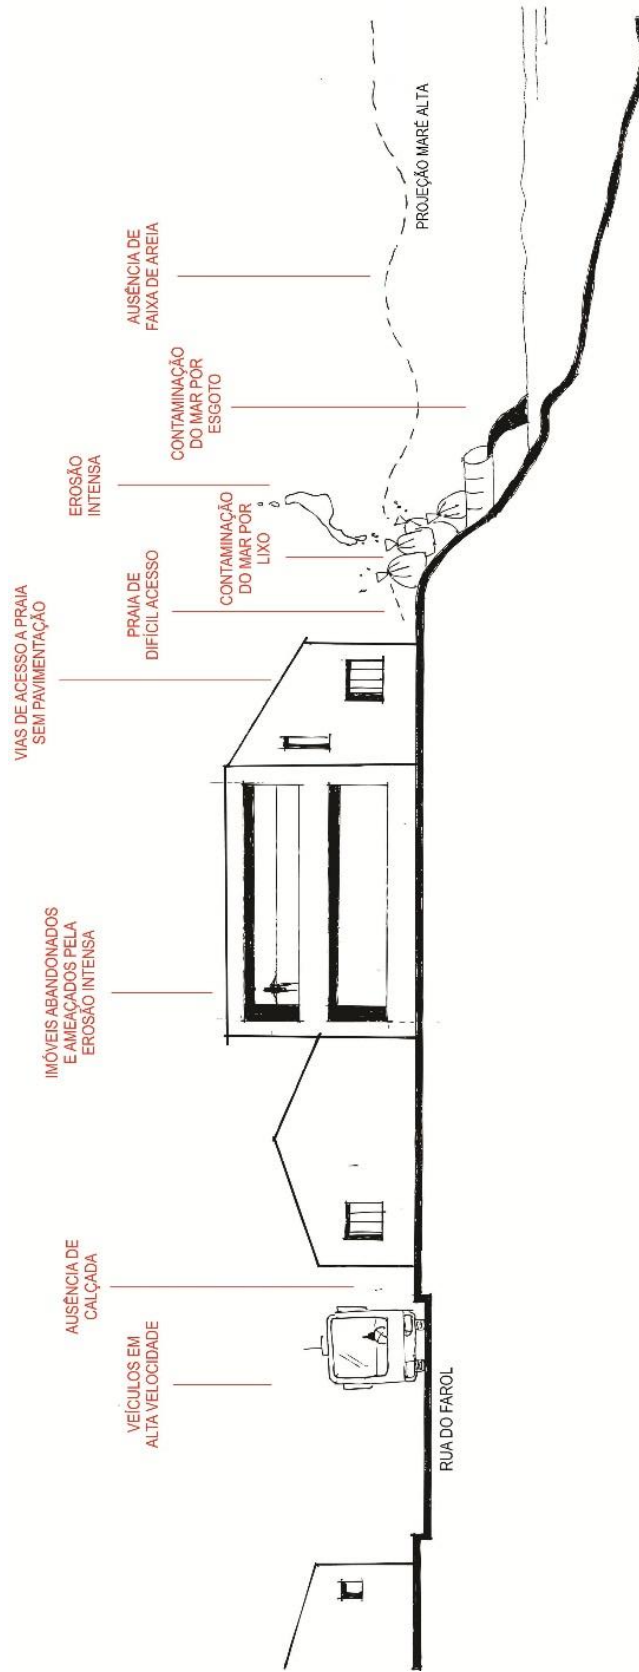 VEÍCULOS EM
ALTA VELOCIDADE
AUSÊNCIA DE
CALÇADA
IMÓVEIS ABANDONADOS
E AMEAÇADOS PELA
EROSÃO INTENSA
VIAS DE ACESSO A PRAIA
SEM PAVIMENTAÇÃO
PRAIA DE
DIFÍCIL ACESSO
CONTAMINAÇÃO
DO MAR POR
LIXO
EROSÃO
INTENSA
CONTAMINAÇÃO
DO MAR POR
ESGOTO
AUSÊNCIA DE
FAIXA DE AREIA
PROJEÇÃO MARÉ ALTA
RUA DO FAROL